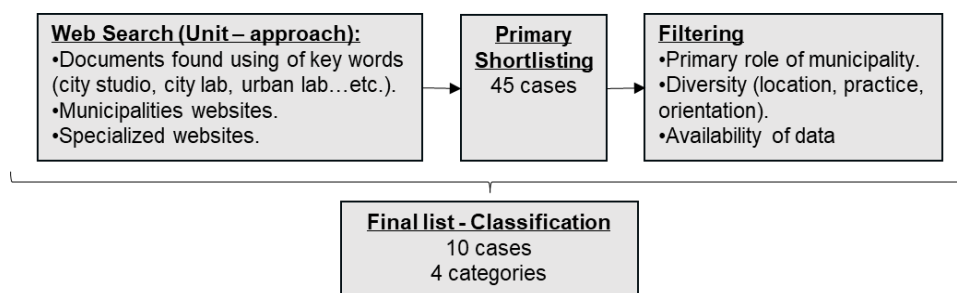 Web Search (Unit – approach):
•Documents found using of key words
(city studio, city lab, urban lab…etc.).
•Municipalities websites.
•Specialized websites.
Primary
Shortlisting
45 cases
Filtering
•Primary role of municipality.
•Diversity (location, practice,
orientation).
•Availability of data
Final list - Classification
10 cases
4 categories